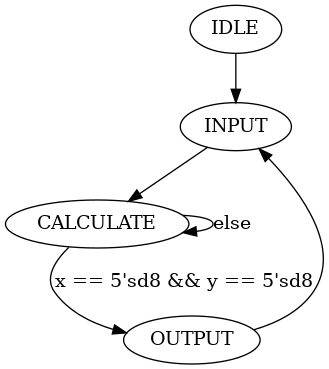 IDLE
INPUT
CALCULATE
else
x == 5'sd8 && y == 5'sd8
OUTPUT